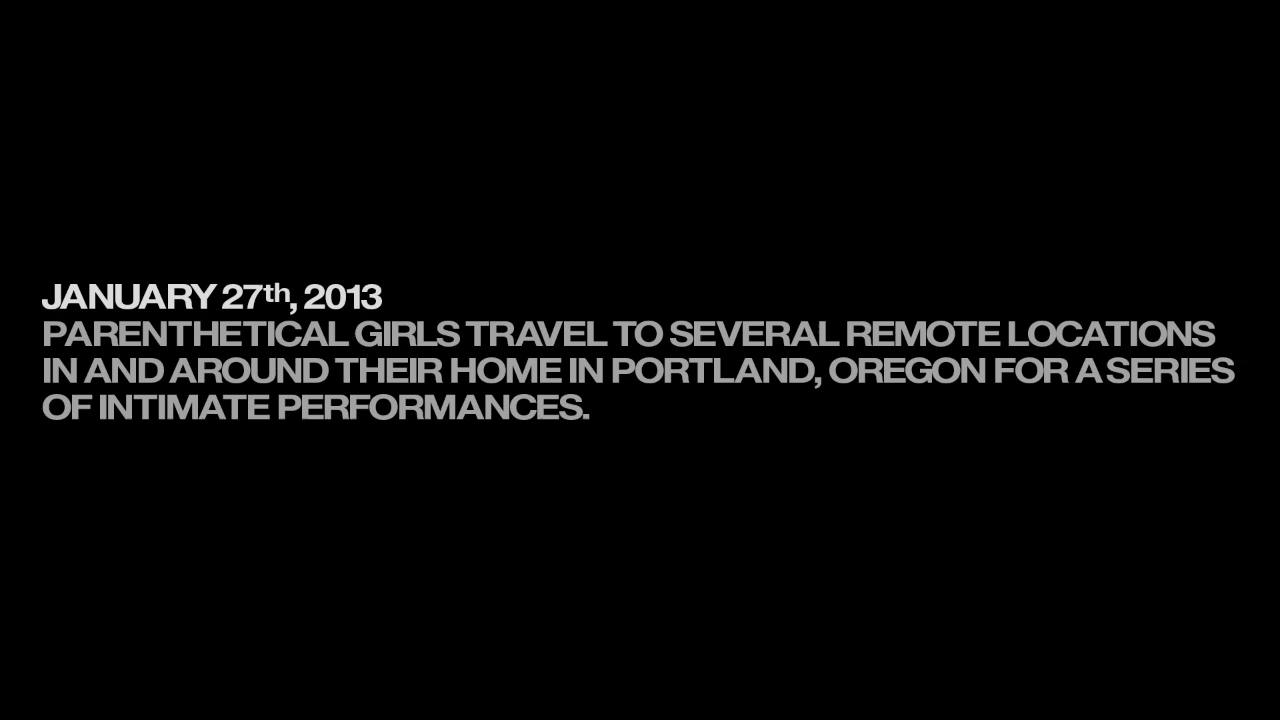 JANUARY 27th, 2013
PARENTHETICAL GIRLS TRAVEL TO SEVERAL REMOTE LOCATIONS
IN AND AROUND THEIR HOME IN PORTLAND, OREGON FOR A SERIES
OF INTIMATE PERFORMANCES.